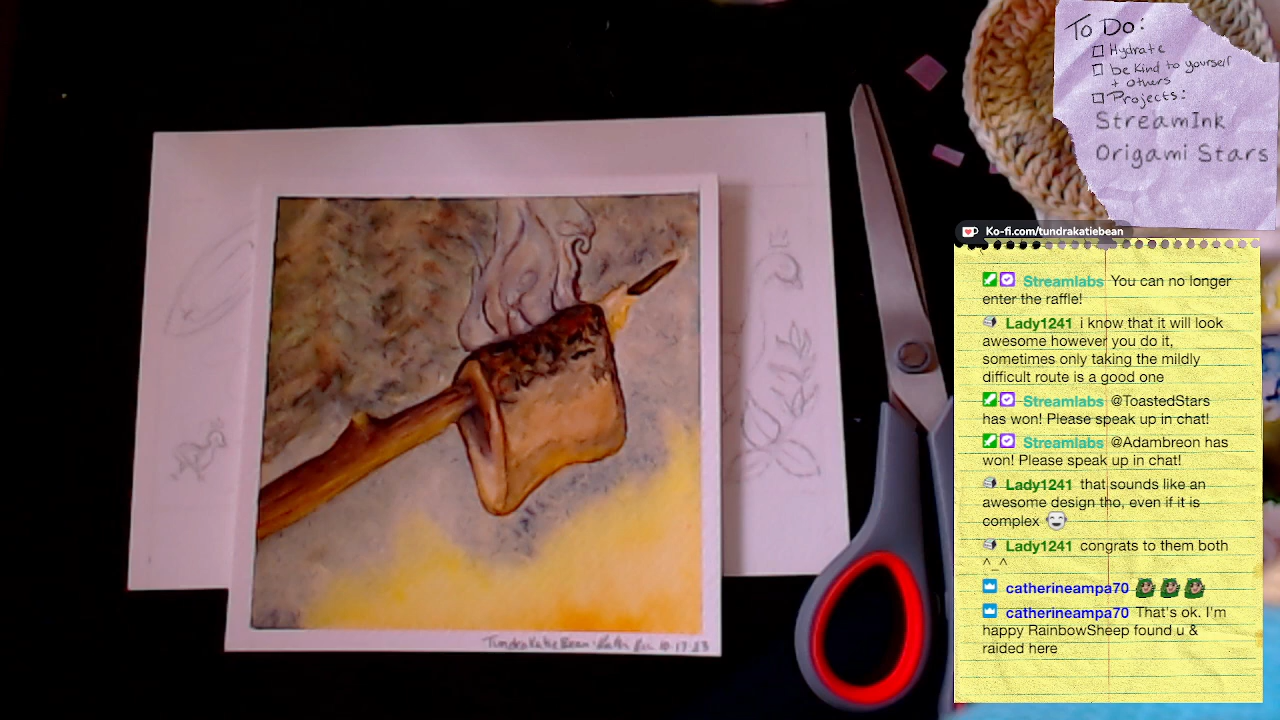 To Do:
Hydrate
be kind to yourself
+ others
Projects:
StreamInk
Origami Stars
Ko-fi.com/tundrakatiebean
Streamlabs You can no longer
enter the raffle!
Lady1241 i know that it will look
awesome however you do it,
sometimes only taking the mildly
difficult route is a good one
Streamlabs @ToastedStars
has won! Please speak up in chat!
Streamlabs @Adambreon has
won! Please speak up in chat!
Lady1241 that sounds like an
awesome design tho, even if it is
complex
Lady1241 congrats to them both
^_^
catherineampa70
catherineampa70 That's ok. I'm
happy RainbowSheep found u &
raided here
TundraKatieBean 10-17-23